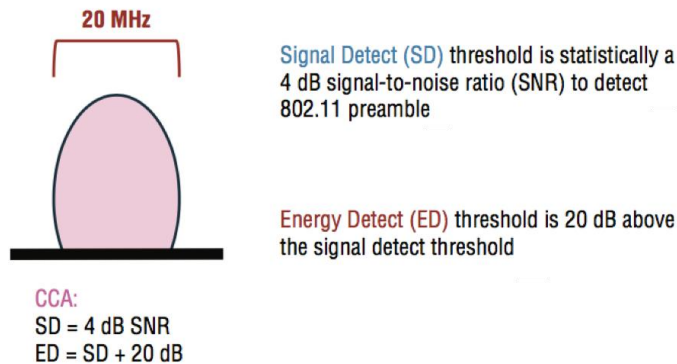 20 MHz
Signal Detect (SD) threshold is statistically a
4 dB signal-to-noise ratio (SNR) to detect
802.11 preamble
Energy Detect (ED) threshold is 20 dB above
the signal detect threshold
CCA:
SD = 4 dB SNR
ED = SD + 20 dB